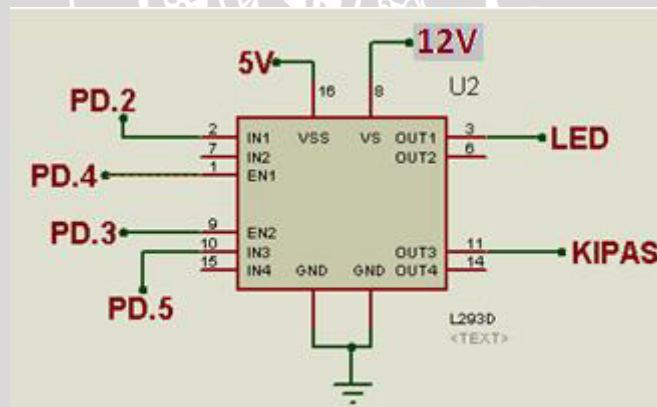 12V
5V
U2
16
8
PD.2
2
IN1
VSS
VS
OUT1
3
LED
7
IN2
OUT2
6
PD.4
1
EN1
PD.3
9
EN2
10
IN3
OUT3
11
KIPAS
15
IN4
GND
GND
OUT4
14
PD.5
L293D
<TEXT>